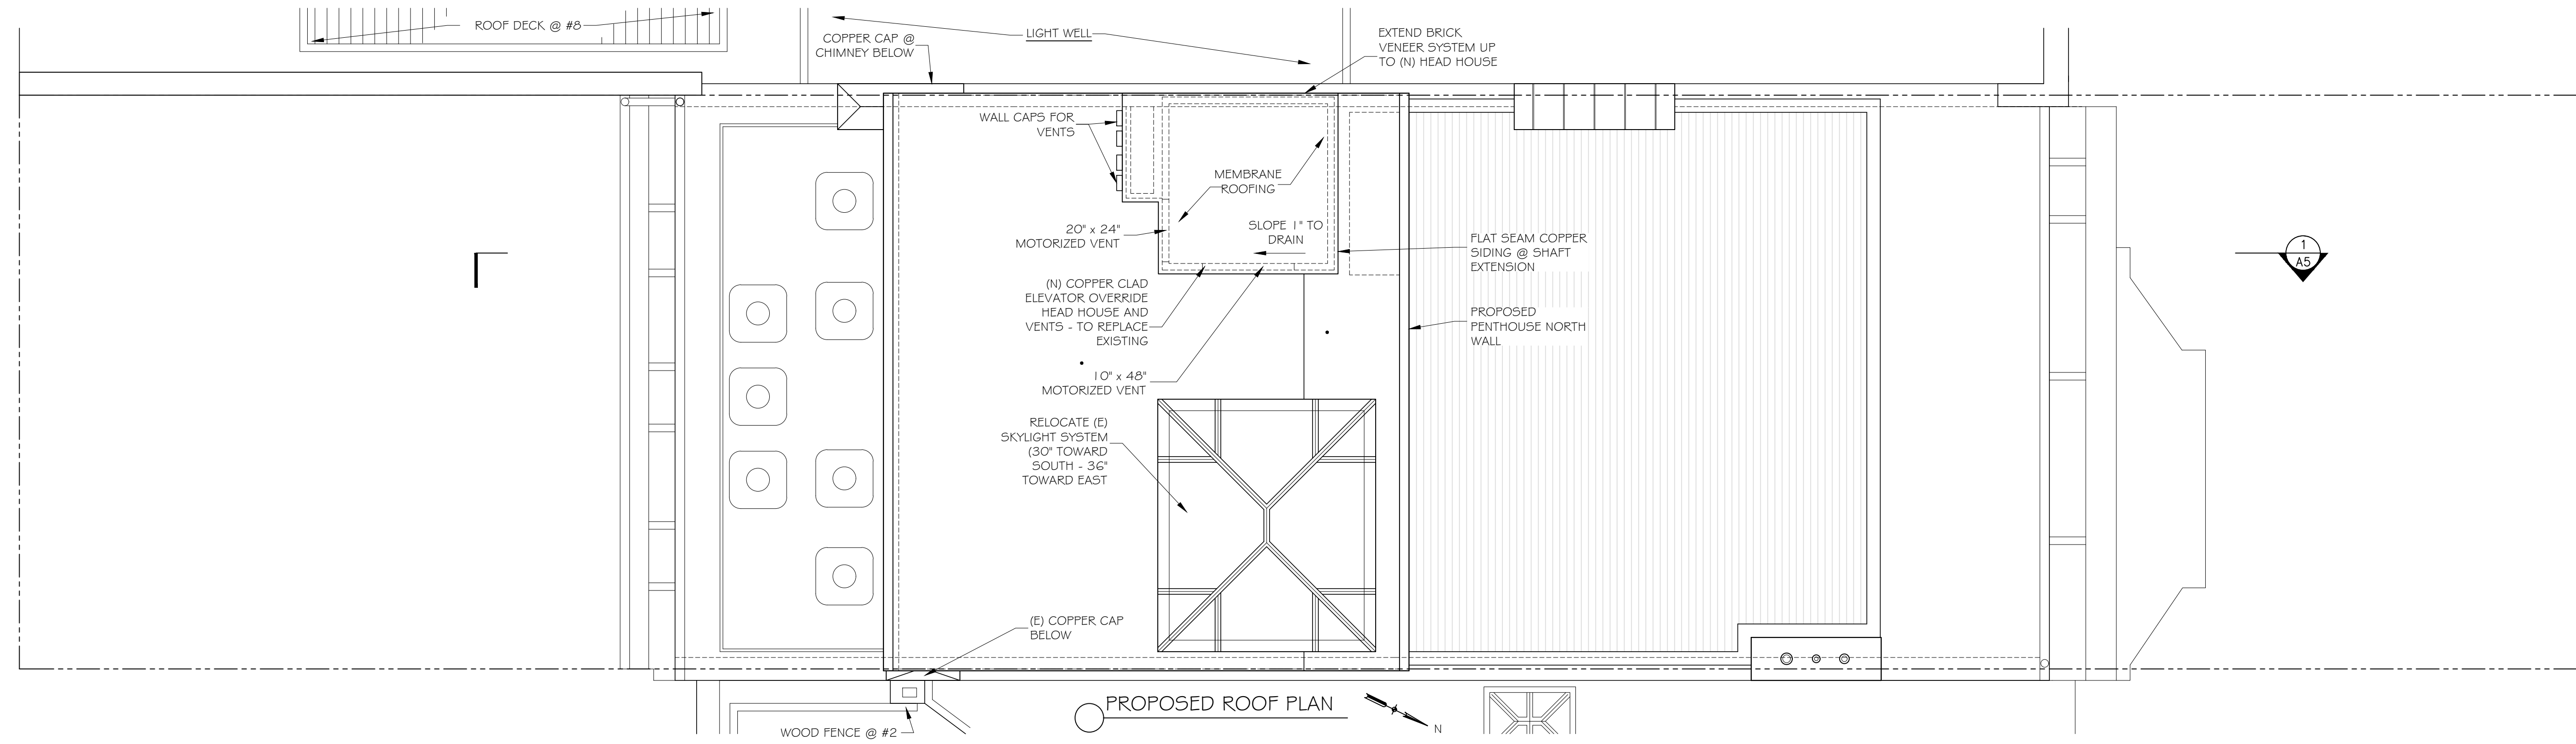 ROOF DECK @ #8
COPPER CAP @
CHIMNEY BELOW
LIGHT WELL
EXTEND BRICK
VENEER SYSTEM UP
TO (N) HEAD HOUSE
WALL CAPS FOR
VENTS
MEMBRANE
ROOFING
20" x 24"
MOTORIZED VENT
SLOPE 1" TO
DRAIN
FLAT SEAM COPPER
SIDING @ SHAFT
EXTENSION
1
A5
(N) COPPER CLAD
ELEVATOR OVERRIDE
HEAD HOUSE AND
VENTS - TO REPLACE
EXISTING
PROPOSED
PENTHOUSE NORTH
WALL
10" x 48"
MOTORIZED VENT
RELOCATE (E)
SKYLIGHT SYSTEM
(30" TOWARD
SOUTH - 36"
TOWARD EAST
(E) COPPER CAP
BELOW
PROPOSED ROOF PLAN
N
WOOD FENCE @ #2